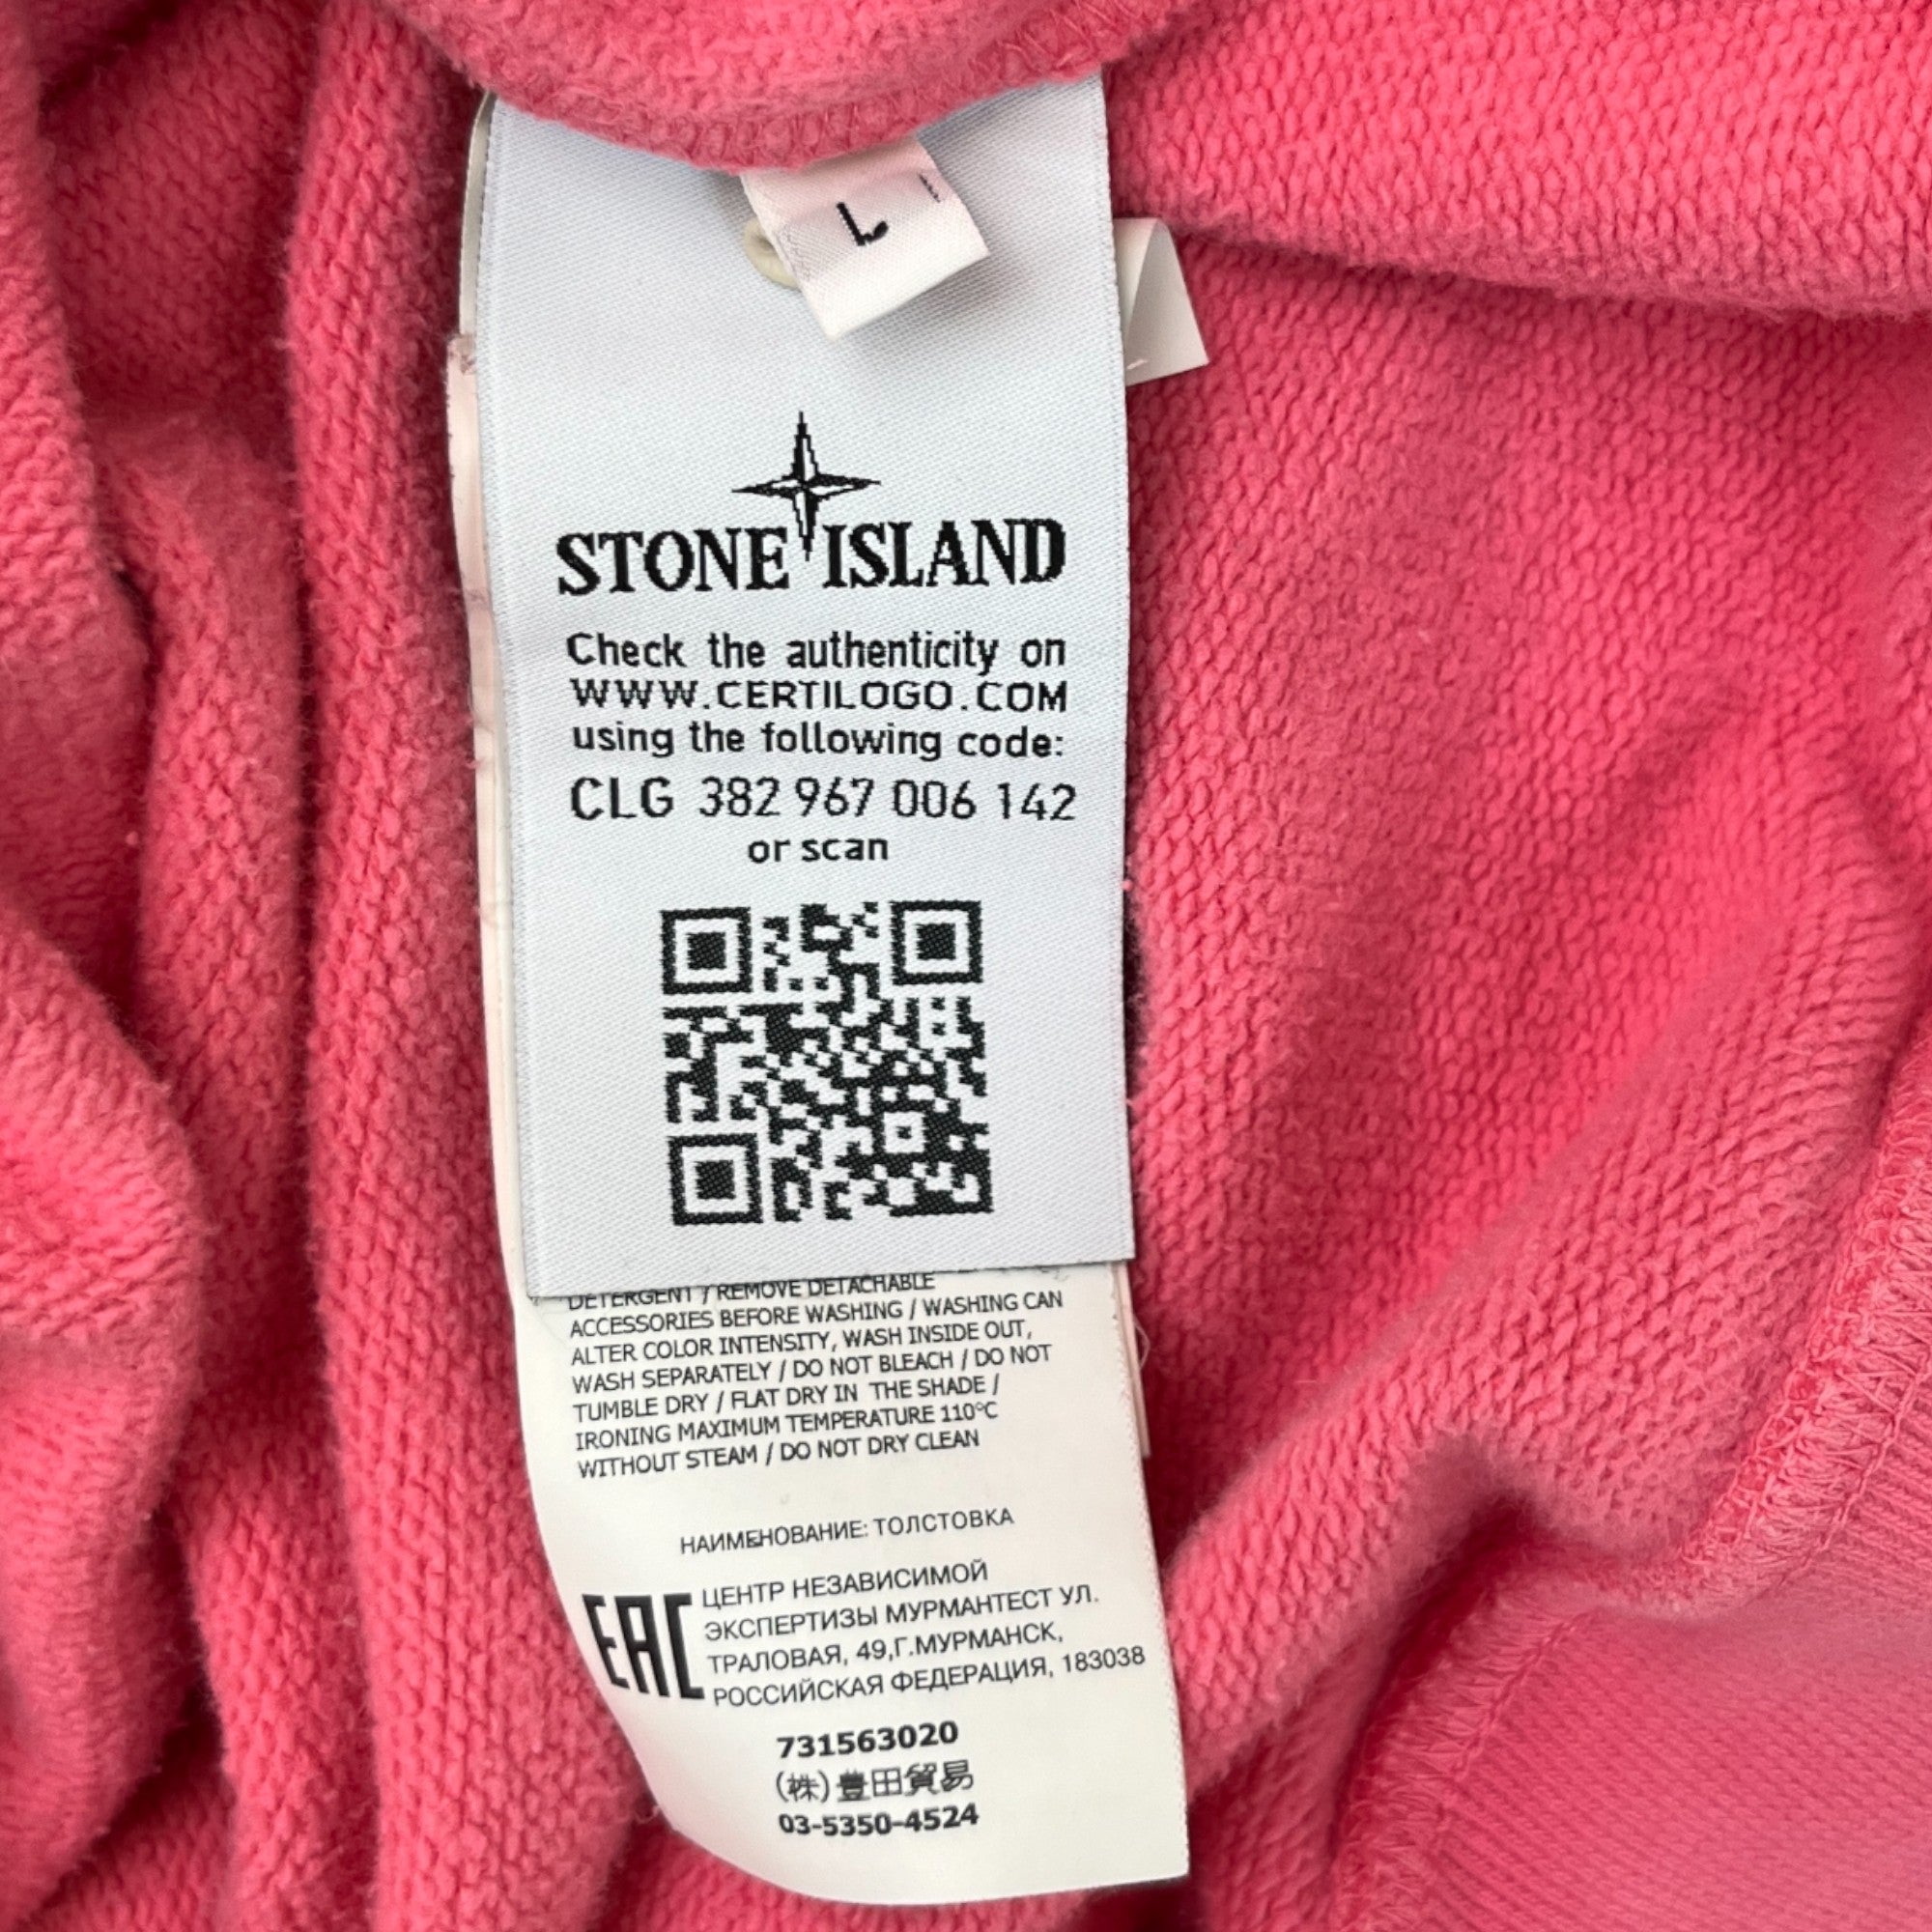 L
STONE ISLAND
Check the authenticity on
WWW.CERTILOGO.COM
using the following code:
CLG 382 967 006 142
or scan
DETERGENT / REMOVE DETACHABLE
ACCESSORIES BEFORE WASHING / WASHING CAN
ALTER COLOR INTENSITY, WASH INSIDE OUT,
WASH SEPARATELY / DO NOT BLEACH / DO NOT
TUMBLE DRY / FLAT DRY IN THE SHADE /
IRONING MAXIMUM TEMPERATURE 110°C
WITHOUT STEAM / DO NOT DRY CLEAN
НАИМЕНОВАНИЕ: ТОЛСТОВКА
EAC
ЦЕНТР НЕЗАВИСИМОЙ
ЭКСПЕРТИЗЫ МУРМАНТЕСТ УЛ.
ТРАЛОВАЯ, 49,Г.МУРМАНСК,
РОССИЙСКАЯ ФЕДЕРАЦИЯ, 183038
731563020
(株)豊田貿易
03-5350-4524